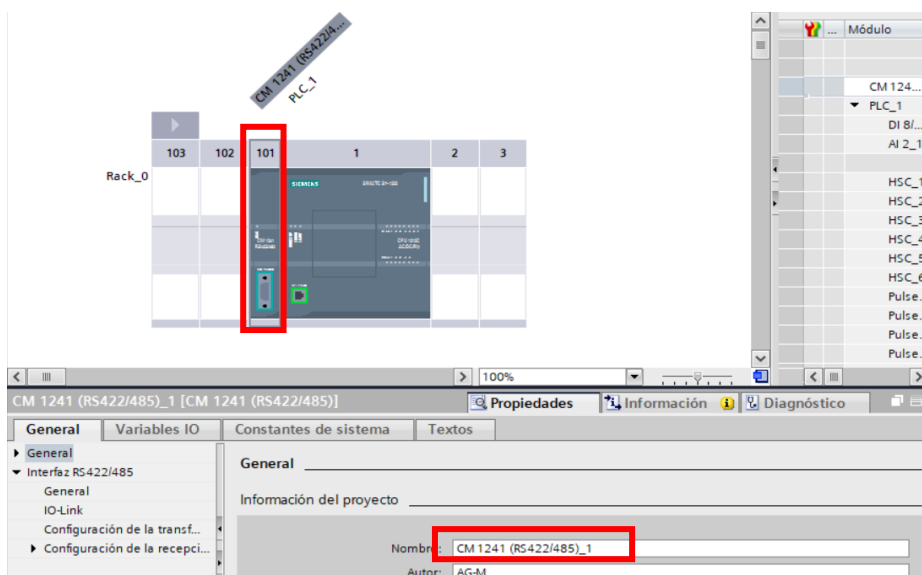 CM 1241 (RS422/4...
PLC_1
103 102 101 1 2 3
Rack_0
SIEMENS
... Módulo
CM 124...
PLC_1
DI 8/...
AI 2_1
HSC_1
HSC_2
HSC_3
HSC_4
HSC_5
HSC_6
Pulse.
Pulse.
Pulse.
Pulse.
100%
CM 1241 (RS422/485)_1 [CM 1241 (RS422/485)]
Propiedades Información Diagnóstico
General Variables IO Constantes de sistema Textos
General
Interfaz RS422/485
General
IO-Link
Configuración de la transf...
Configuración de la recepci...
General
Información del proyecto
Nombre: CM 1241 (RS422/485)_1
Autor: AG-M